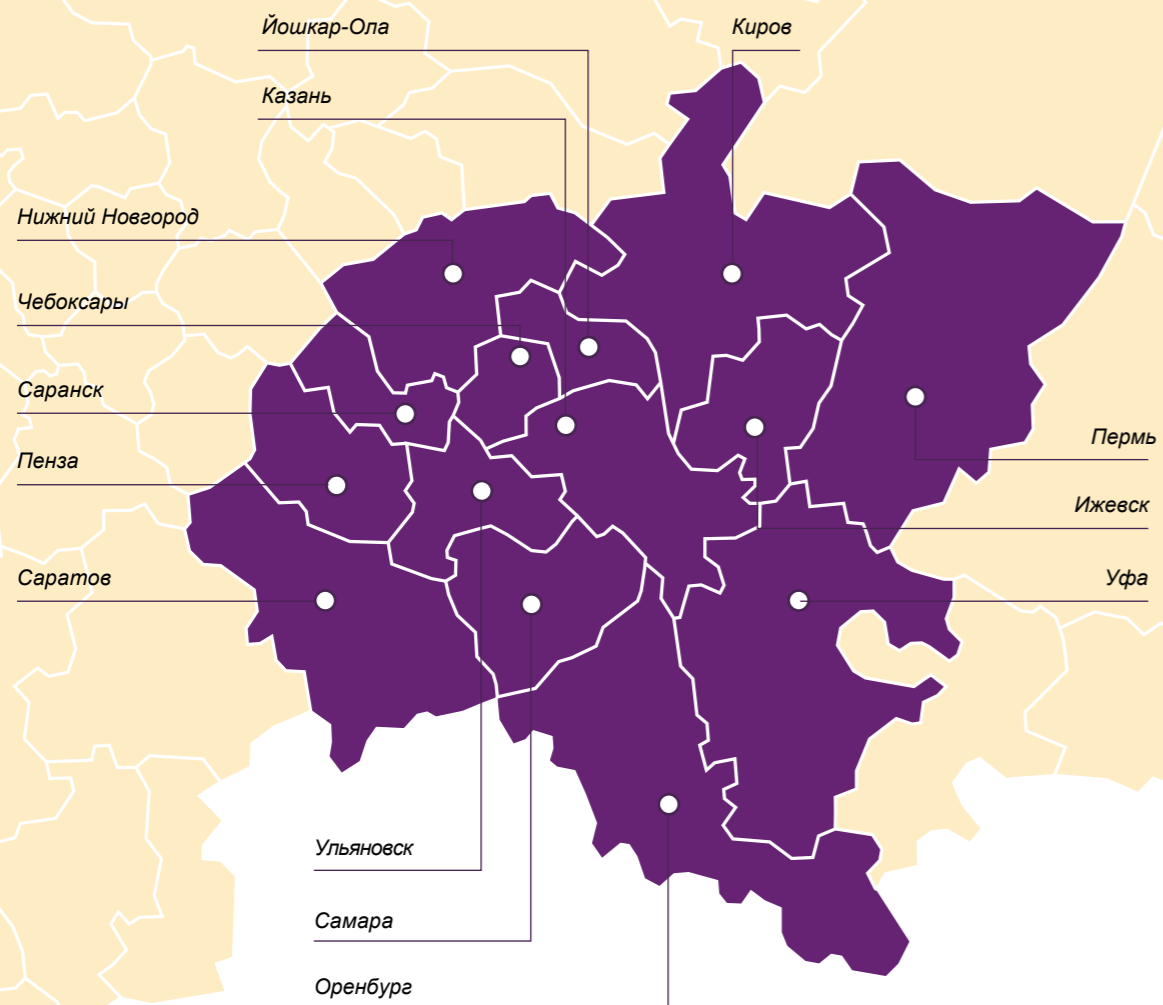 Йошкар-Ола
Киров
Казань
Нижний Новгород
Чебоксары
Саранск
Пенза
Пермь
Ижевск
Саратов
Уфа
Ульяновск
Самара
Оренбург